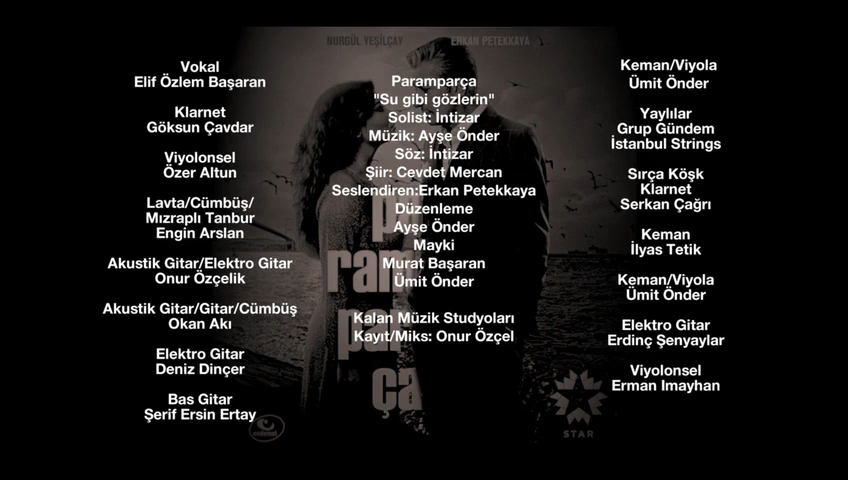 NURGÜL YEŞİLÇAY
ERKAN PETEKKAYA
Vokal
Elif Özlem Başaran
Klarnet
Göksun Çavdar
Viyolonsel
Özer Altun
Lavta/Cümbüş/
Mızraplı Tanbur
Engin Arslan
Akustik Gitar/Elektro Gitar
Onur Özçelik
Akustik Gitar/Gitar/Cümbüş
Okan Akı
Elektro Gitar
Deniz Dinçer
Bas Gitar
Şerif Ersin Ertay
Paramparça
"Su gibi gözlerin"
Solist: İntizar
Müzik: Ayşe Önder
Söz: İntizar
Şiir: Cevdet Mercan
Seslendiren:Erkan Petekkaya
Düzenleme
Ayşe Önder
Mayki
Murat Başaran
Ümit Önder
Kalan Müzik Studyoları
Kayıt/Miks: Onur Özçel
Keman/Viyola
Ümit Önder
Yaylılar
Grup Gündem
İstanbul Strings
Sırça Köşk
Klarnet
Serkan Çağrı
Keman
İlyas Tetik
Keman/Viyola
Ümit Önder
Elektro Gitar
Erdinç Şenyaylar
Viyolonsel
Erman Imayhan
pa
ram
par
ça
STAR